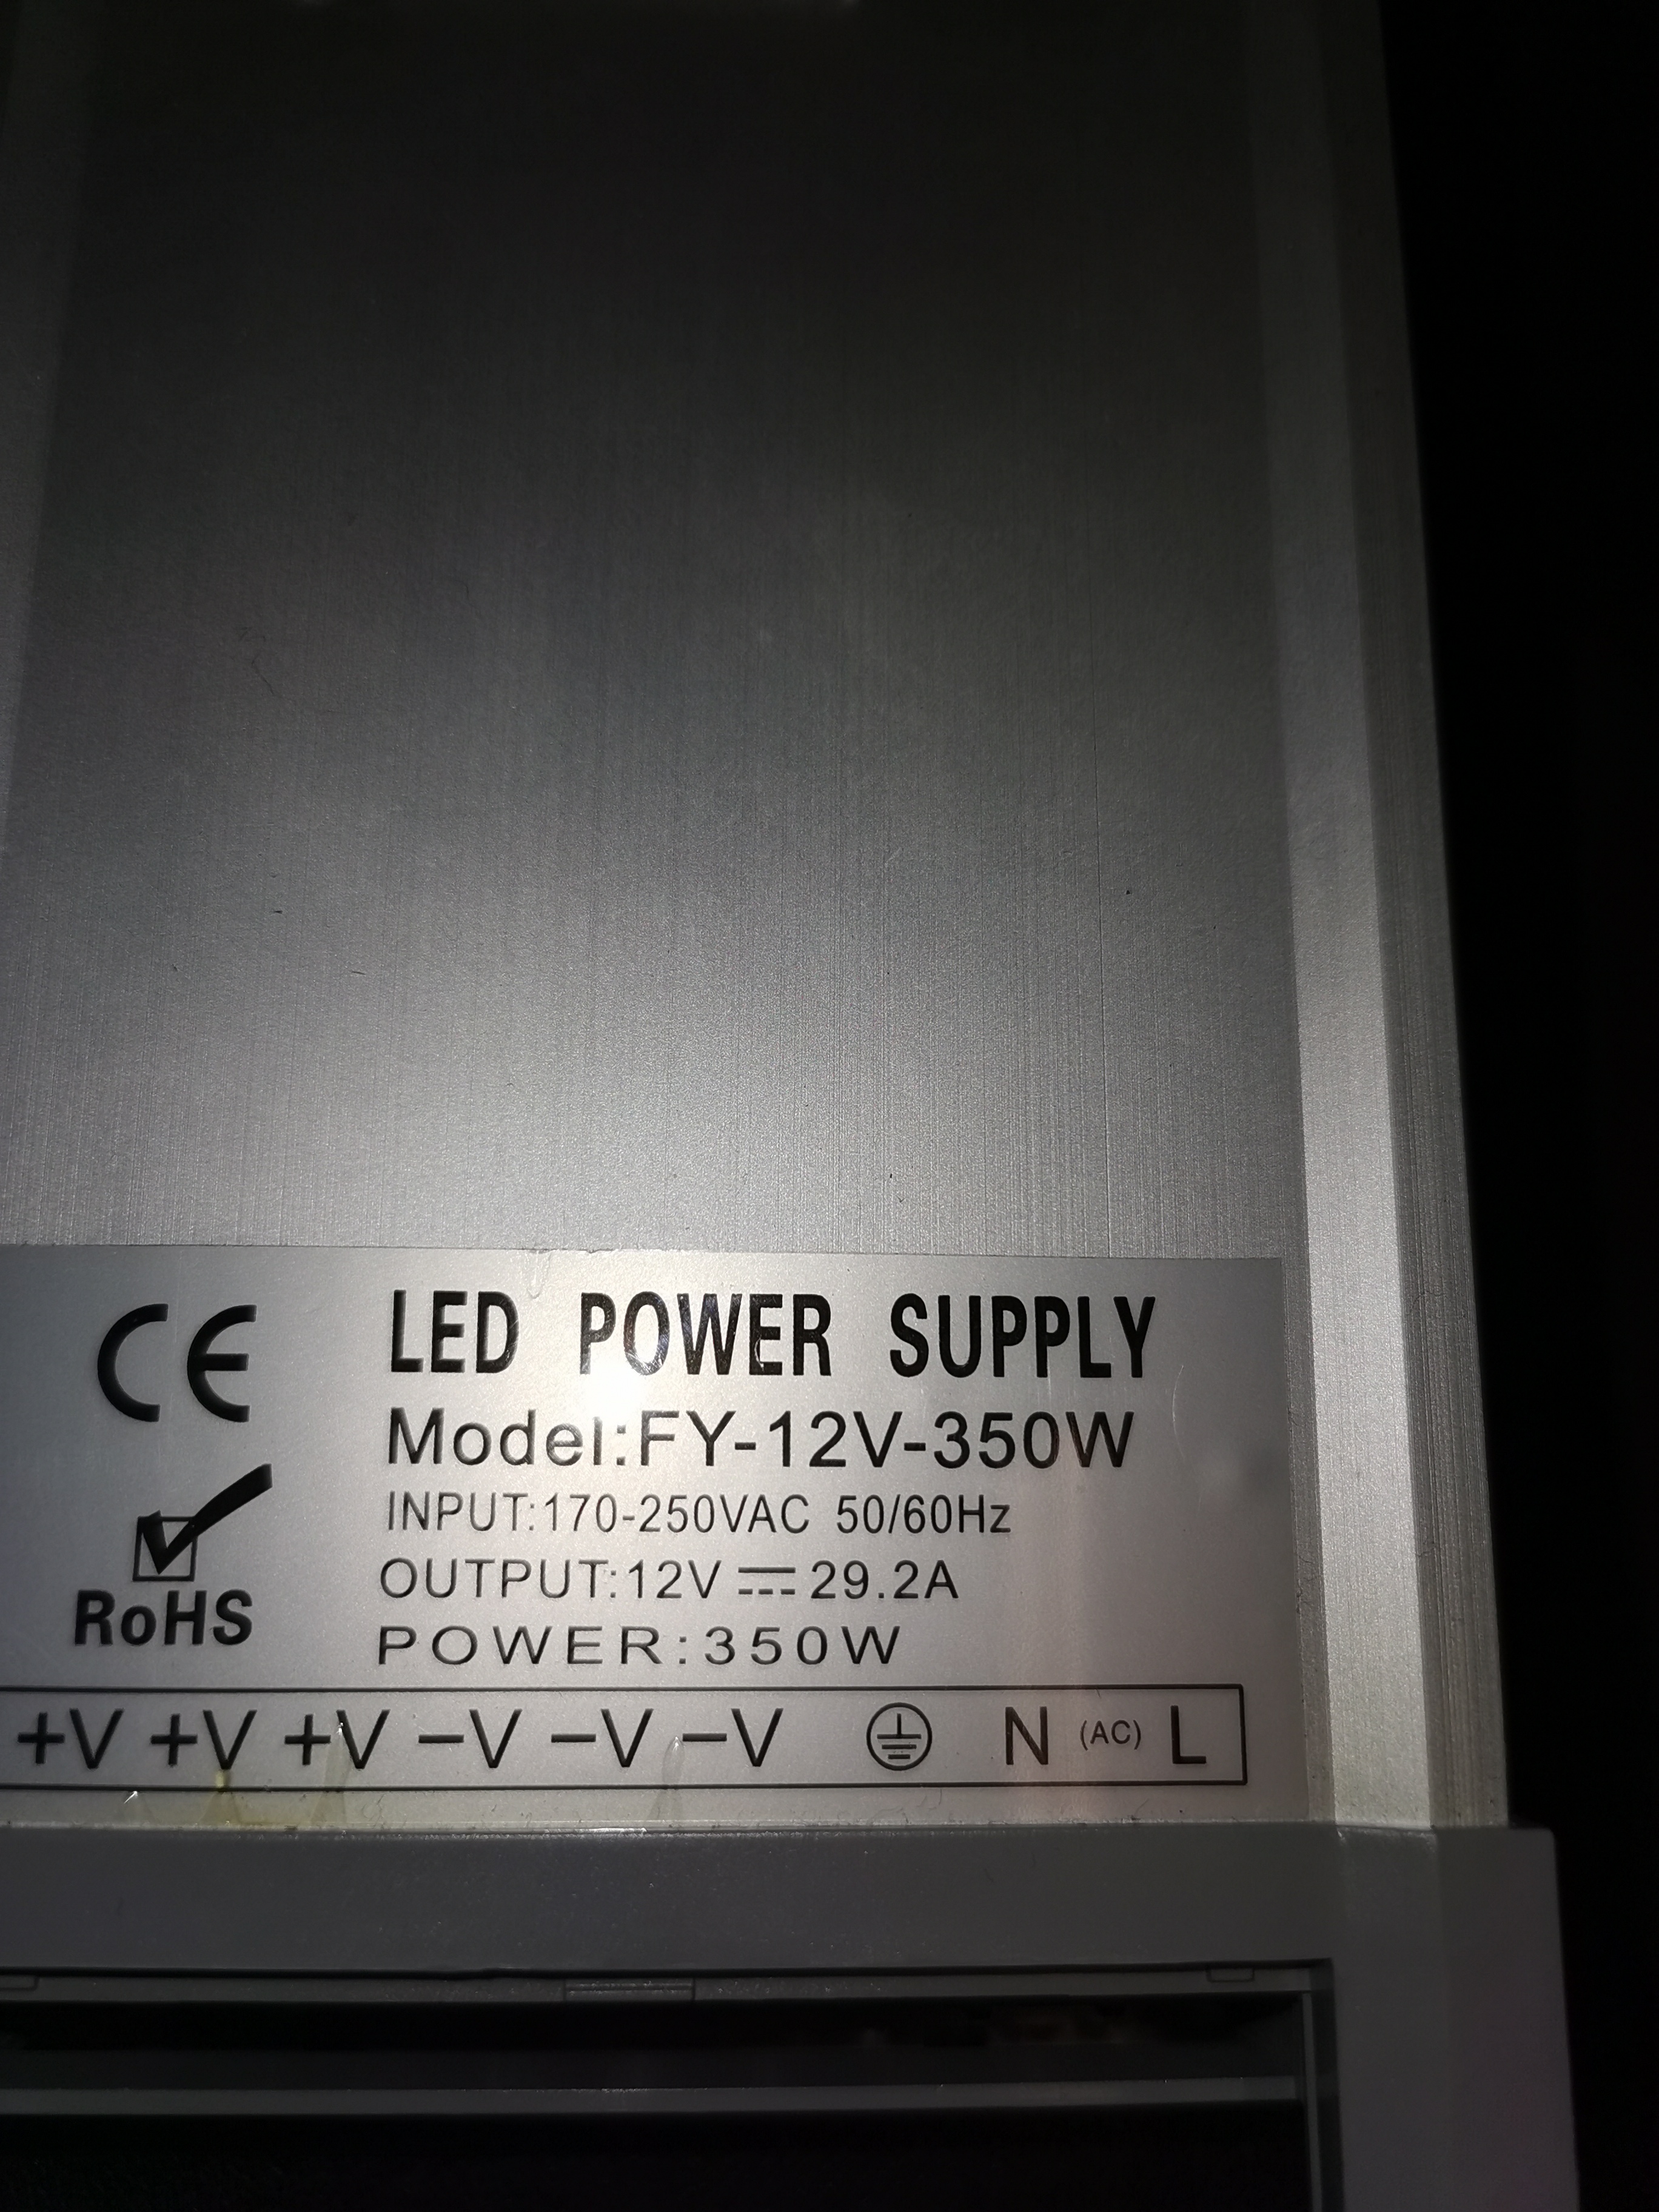 CE
RoHS
LED POWER SUPPLY
Model:FY-12V-350W
INPUT:170-250VAC 50/60Hz
OUTPUT:12V ⎓ 29.2A
POWER:350W
+V +V +V −V −V −V ⏚ N (AC) L